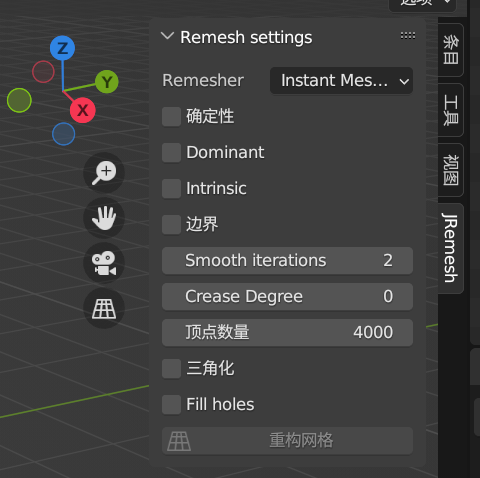 选项
Remesh settings
Remesher Instant Mes...
确定性
Dominant
Intrinsic
边界
Smooth iterations 2
Crease Degree 0
顶点数量 4000
三角化
Fill holes
重构网格
Z
Y
X
条目
工具
视图
JRemesh